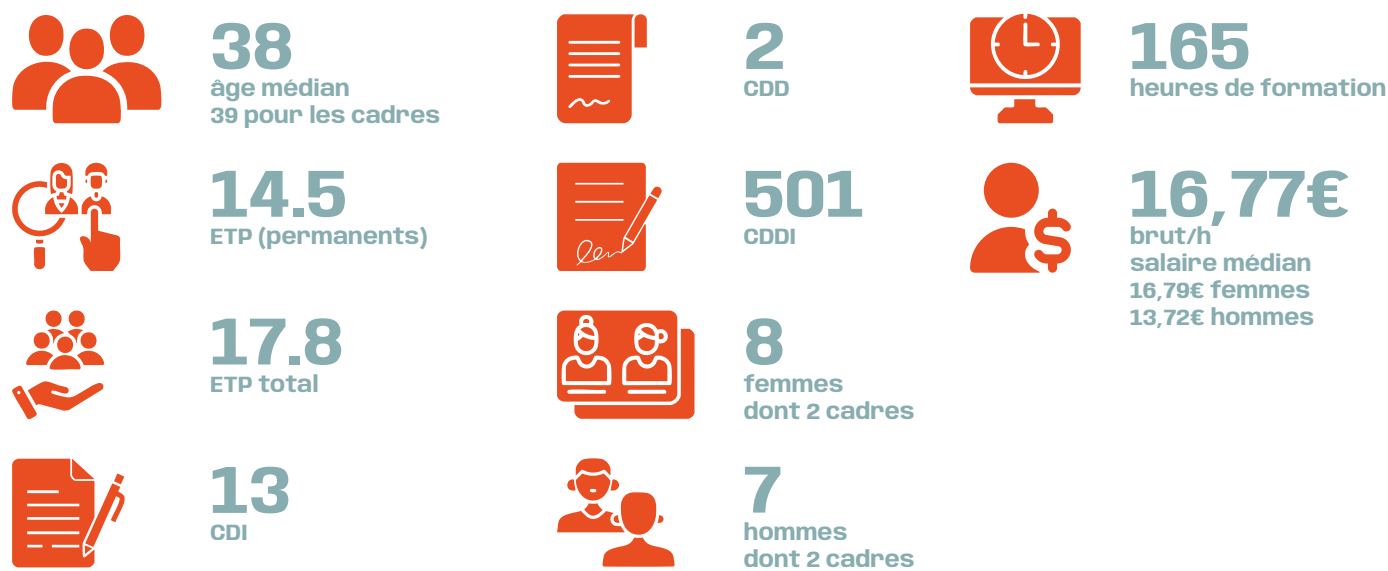 38
âge médian
39 pour les cadres
14.5
ETP (permanents)
17.8
ETP total
13
CDI
2
CDD
501
CDDI
8
femmes
dont 2 cadres
7
hommes
dont 2 cadres
165
heures de formation
16,77€
brut/h
salaire médian
16,79€ femmes
13,72€ hommes